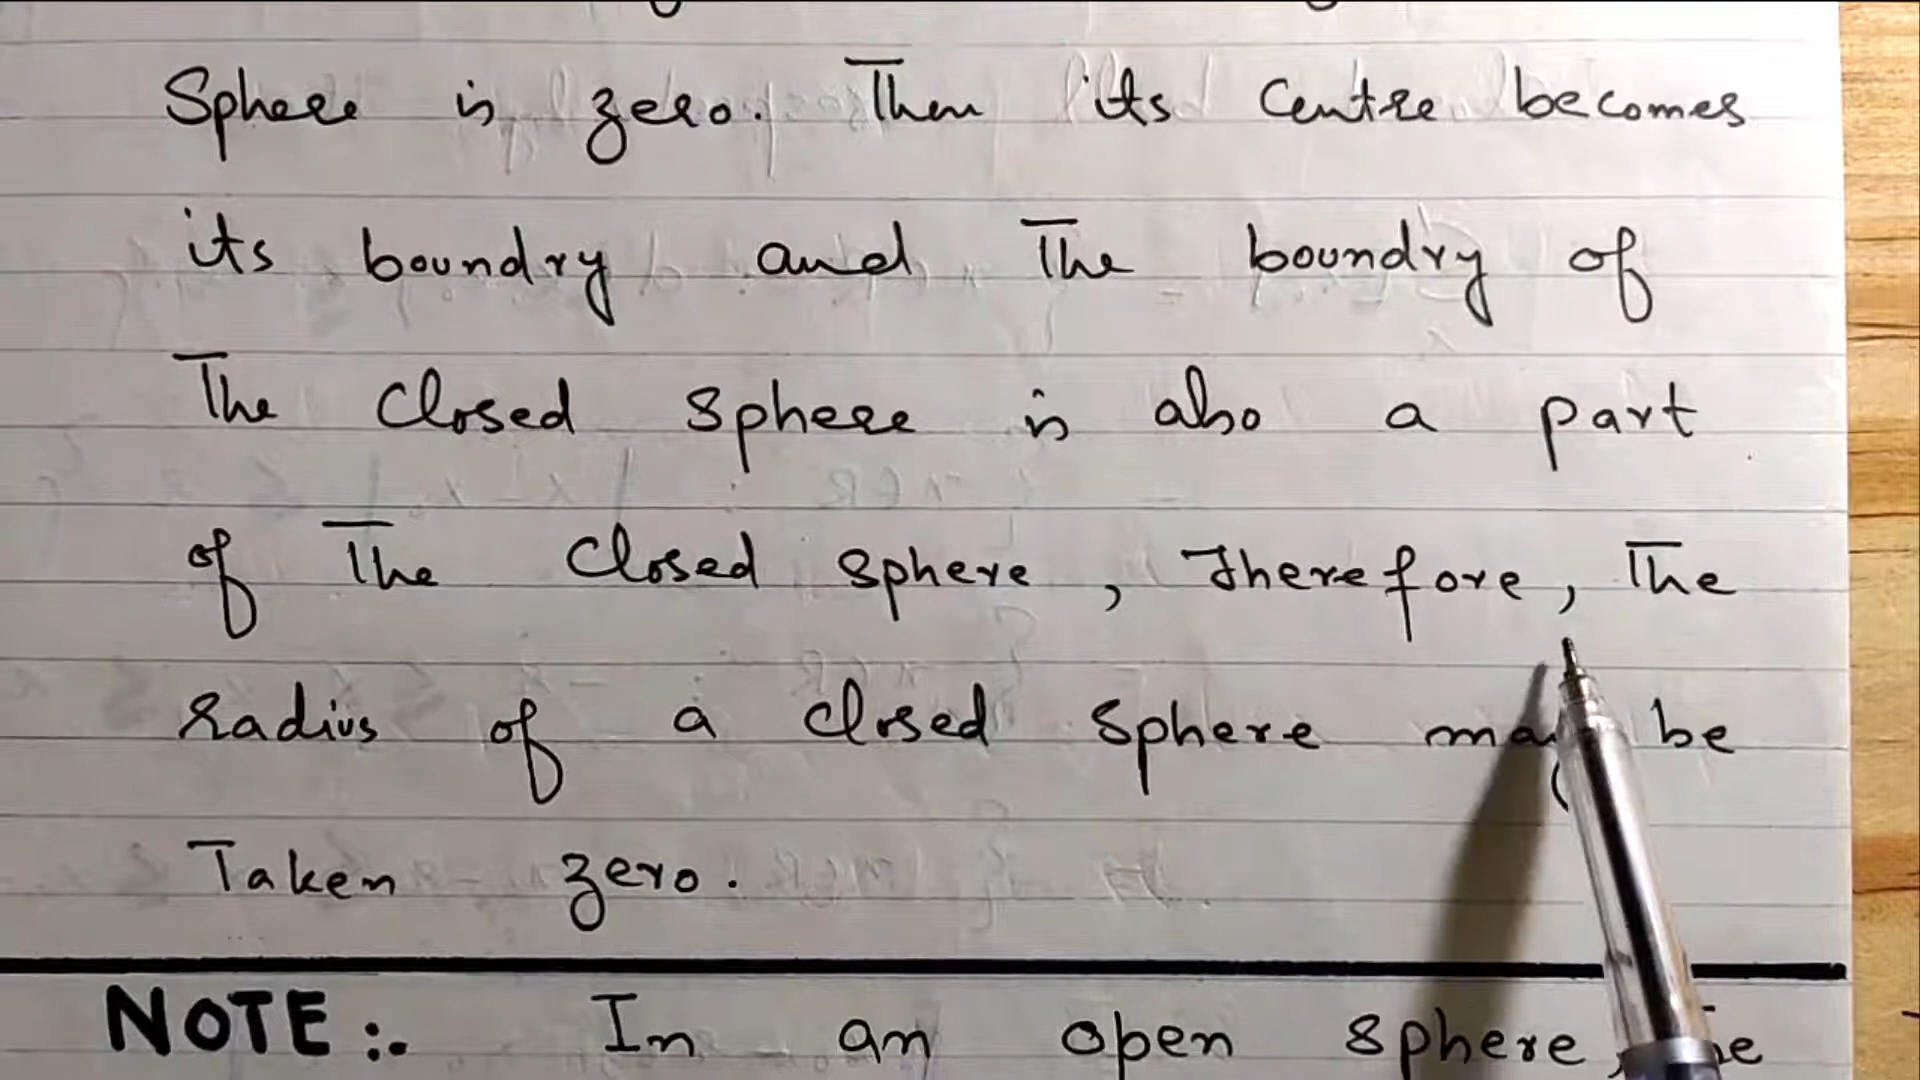 Sphere is zero. Then its Centre becomes
its boundry and The boundry of
The Closed Sphere is also a part
of The Closed sphere, Therefore, The
radius of a closed sphere may be
Taken zero.
NOTE:. In an open sphere,